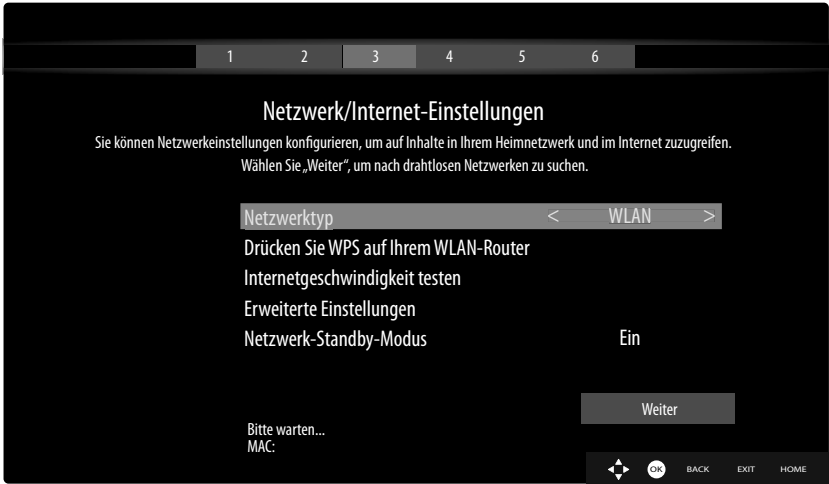 1 2 3 4 5 6
Netzwerk/Internet-Einstellungen
Sie können Netzwerkeinstellungen konfigurieren, um auf Inhalte in Ihrem Heimnetzwerk und im Internet zuzugreifen.
Wählen Sie „Weiter“, um nach drahtlosen Netzwerken zu suchen.
Netzwerktyp < WLAN >
Drücken Sie WPS auf Ihrem WLAN-Router
Internetgeschwindigkeit testen
Erweiterte Einstellungen
Netzwerk-Standby-Modus Ein
Weiter
Bitte warten...
MAC:
OK BACK EXIT HOME